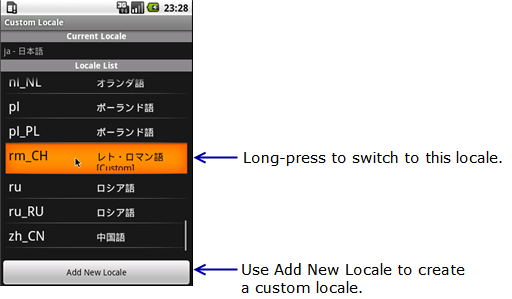 23:28
Custom Locale
Current Locale
ja - 日本語
Locale List
nl_NL オランダ語
pl ポーランド語
pl_PL ポーランド語
rm_CH レト・ロマン語
[Custom]
Long-press to switch to this locale.
ru ロシア語
ru_RU ロシア語
zh_CN 中国語
Add New Locale
Use Add New Locale to create
a custom locale.